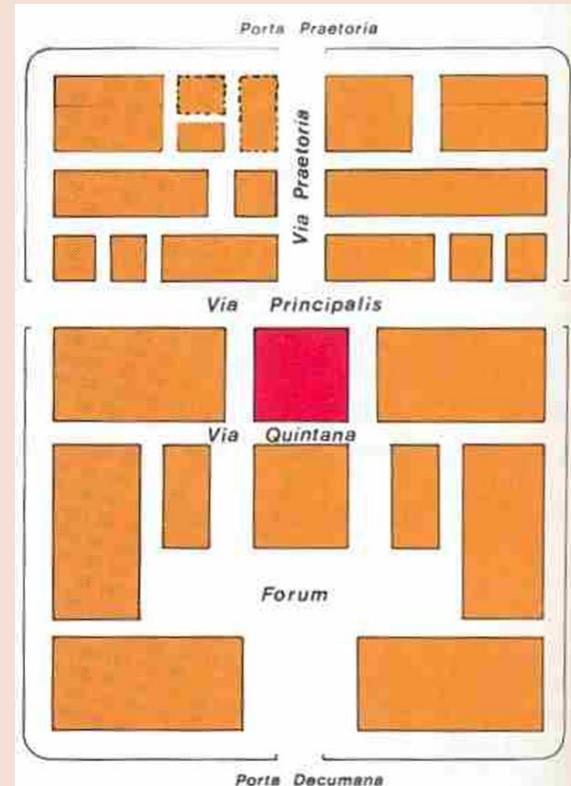 Porta Praetoria
Via Praetoria
Via Principalis
Via Quintana
Forum
Porta Decumana